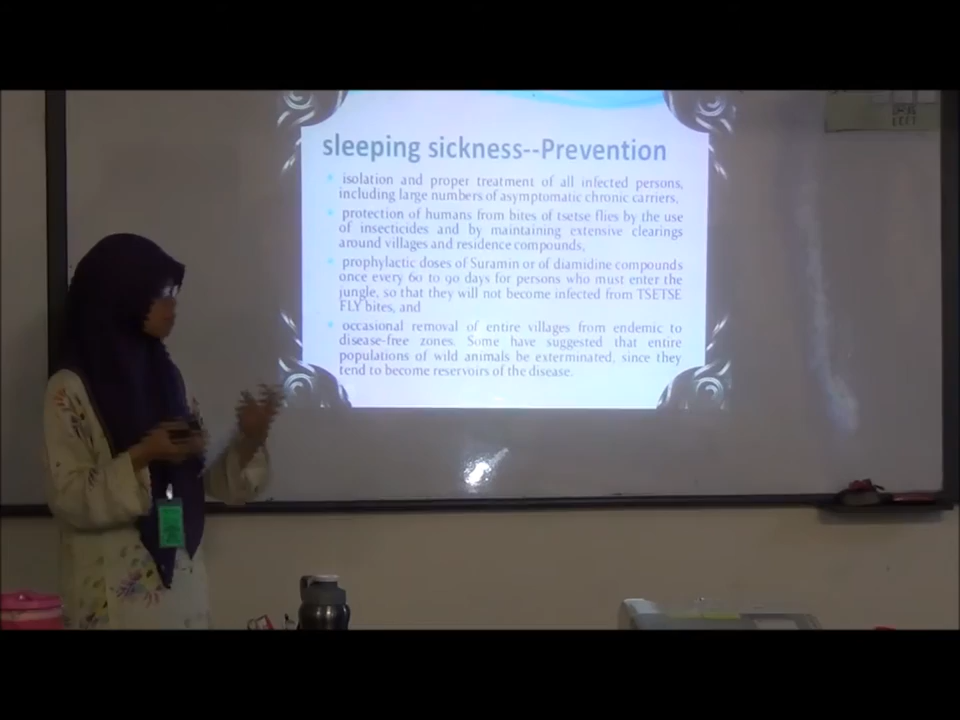 sleeping sickness--Prevention
isolation and proper treatment of all infected persons,
including large numbers of asymptomatic chronic carriers,
protection of humans from bites of tsetse flies by the use
of insecticides and by maintaining extensive clearings
around villages and residence compounds,
prophylactic doses of Suramin or of diamidine compounds
once every 60 to 90 days for persons who must enter the
jungle, so that they will not become infected from TSETSE
FLY bites, and
occasional removal of entire villages from endemic to
disease-free zones. Some have suggested that entire
populations of wild animals be exterminated, since they
tend to become reservoirs of the disease.